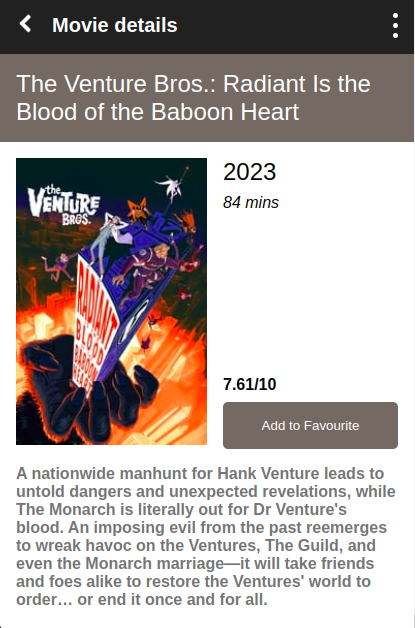 Movie details
The Venture Bros.: Radiant Is the
Blood of the Baboon Heart
the
VENTURE
BROS.
RADIANT
IS THE
BLOOD
OF THE
BABOON
HEART
2023
84 mins
7.61/10
Add to Favourite
A nationwide manhunt for Hank Venture leads to
untold dangers and unexpected revelations, while
The Monarch is literally out for Dr Venture's
blood. An imposing evil from the past reemerges
to wreak havoc on the Ventures, The Guild, and
even the Monarch marriage—it will take friends
and foes alike to restore the Ventures' world to
order… or end it once and for all.